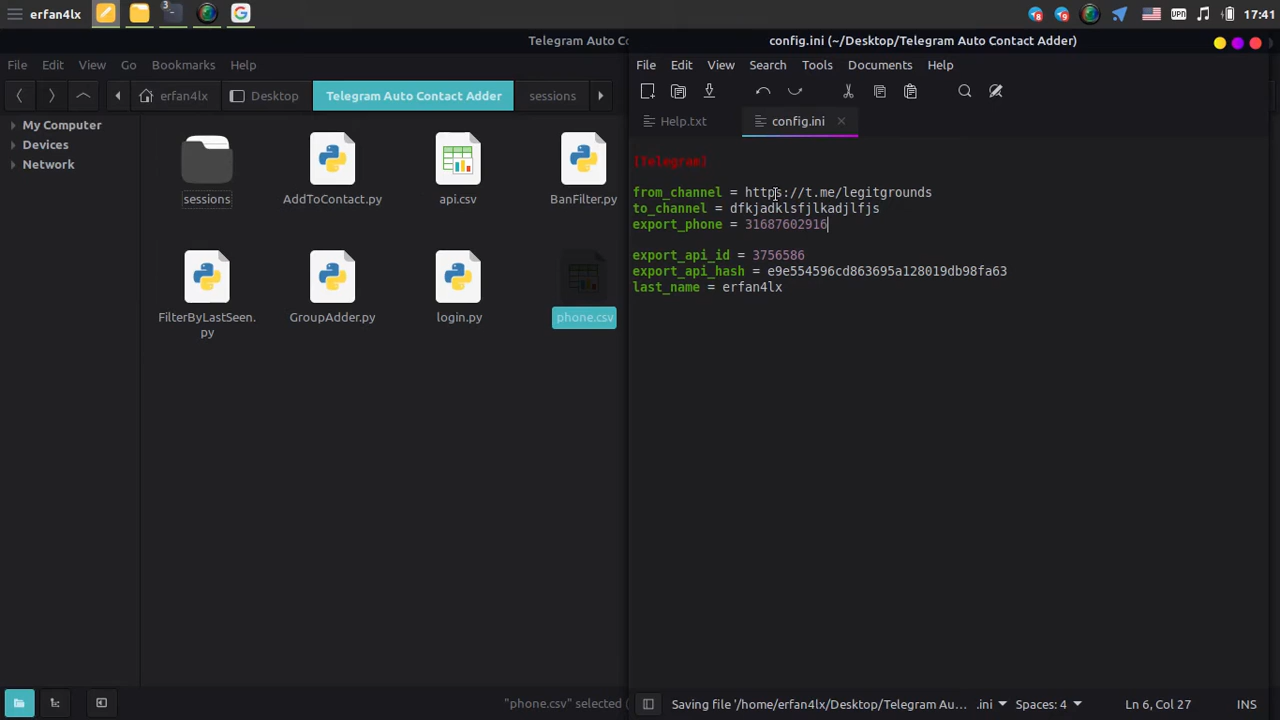 erfan4lx
3
8
9
VPN
17:41
Telegram Auto Co
config.ini (~/Desktop/Telegram Auto Contact Adder)
File Edit View Go Bookmarks Help
File Edit View Search Tools Documents Help
erfan4lx Desktop Telegram Auto Contact Adder sessions
Help.txt config.ini
My Computer
Devices
Network
sessions AddToContact.py api.csv BanFilter.py
FilterByLastSeen.
py
GroupAdder.py login.py phone.csv
[Telegram]
from_channel = https://t.me/legitgrounds
to_channel = dfkjadklsfjlkadjlfjs
export_phone = 31687602916
export_api_id = 3756586
export_api_hash = e9e554596cd863695a128019db98fa63
last_name = erfan4lx
"phone.csv" selected (
Saving file '/home/erfan4lx/Desktop/Telegram Au... .ini Spaces: 4 Ln 6, Col 27 INS